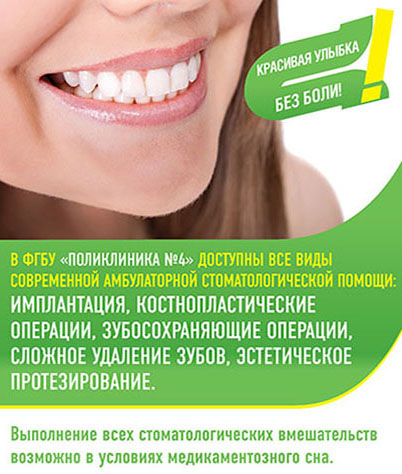 КРАСИВАЯ УЛЫБКА
БЕЗ БОЛИ!
В ФГБУ «ПОЛИКЛИНИКА №4» ДОСТУПНЫ ВСЕ ВИДЫ
СОВРЕМЕННОЙ АМБУЛАТОРНОЙ СТОМАТОЛОГИЧЕСКОЙ ПОМОЩИ:
ИМПЛАНТАЦИЯ, КОСТНОПЛАСТИЧЕСКИЕ
ОПЕРАЦИИ, ЗУБОСОХРАНЯЮЩИЕ ОПЕРАЦИИ,
СЛОЖНОЕ УДАЛЕНИЕ ЗУБОВ, ЭСТЕТИЧЕСКОЕ
ПРОТЕЗИРОВАНИЕ.
Выполнение всех стоматологических вмешательств
возможно в условиях медикаментозного сна.